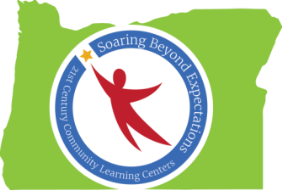 Soaring Beyond Expectations
21st Century Community Learning Centers